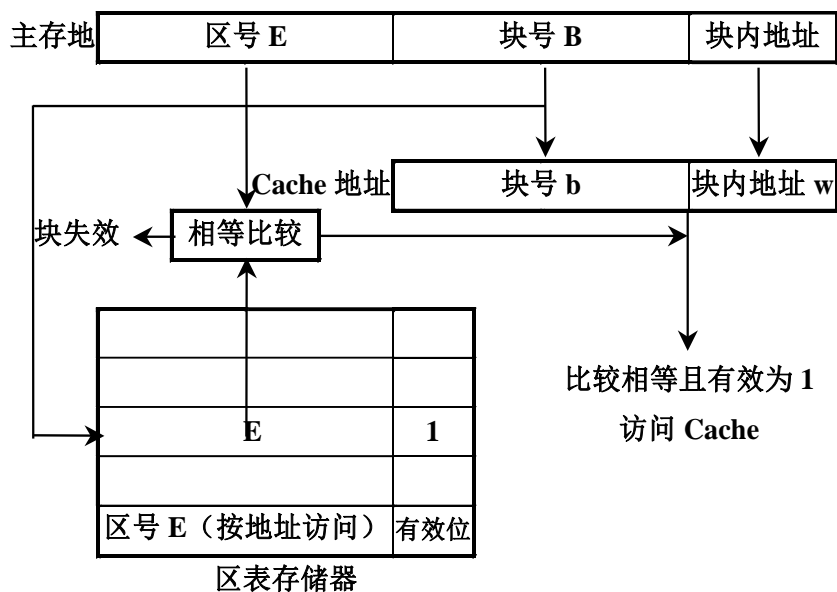 主存地 区号 E 块号 B 块内地址
Cache 地址 块号 b 块内地址 w
块失效 相等比较
比较相等且有效为 1
访问 Cache
E 1
区号 E（按地址访问） 有效位
区表存储器